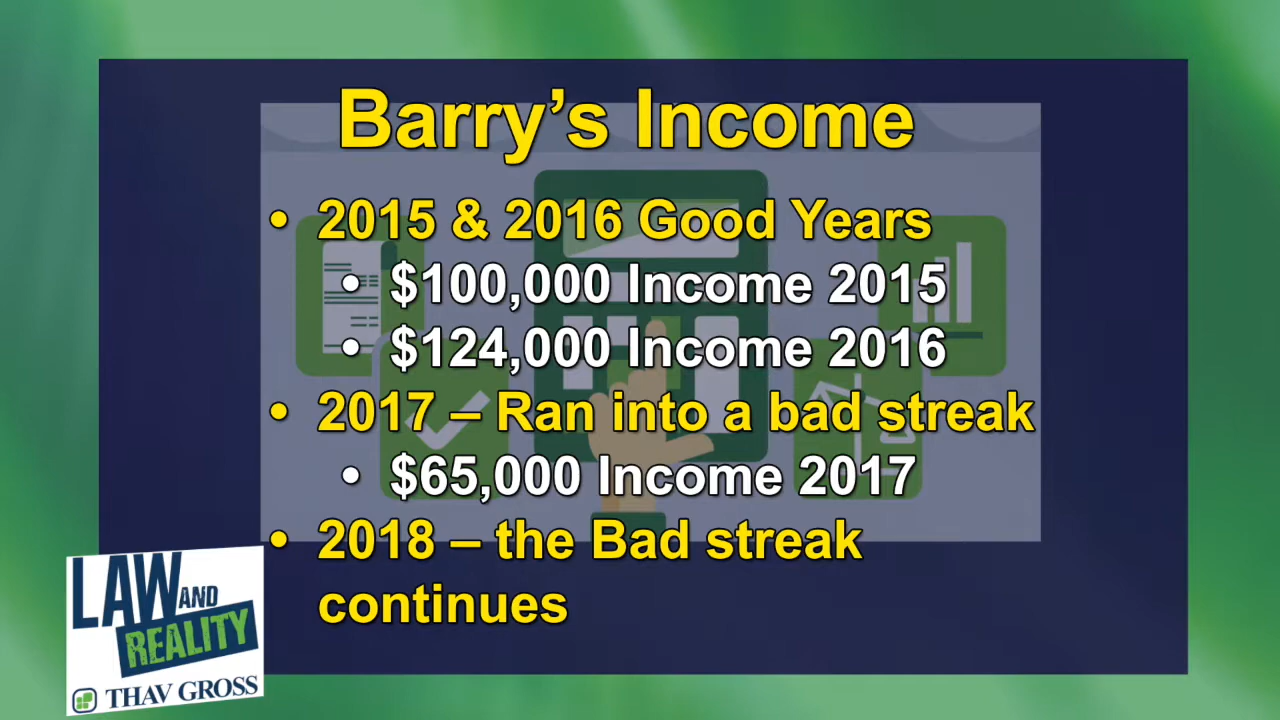 Barry’s Income
• 2015 & 2016 Good Years
• $100,000 Income 2015
• $124,000 Income 2016
• 2017 – Ran into a bad streak
• $65,000 Income 2017
• 2018 – the Bad streak
continues
LAW AND
REALITY
THAV GROSS